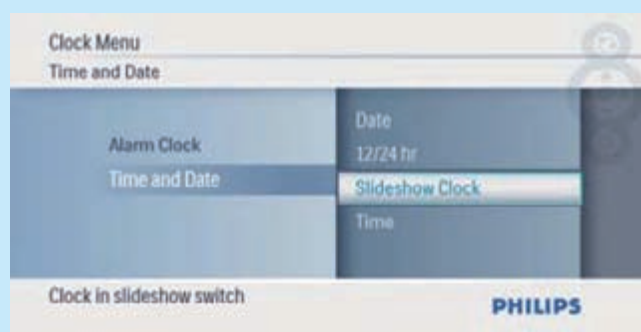 Clock Menu
Time and Date
Alarm Clock
Time and Date
Date
12/24 hr
Slideshow Clock
Time
Clock in slideshow switch
PHILIPS